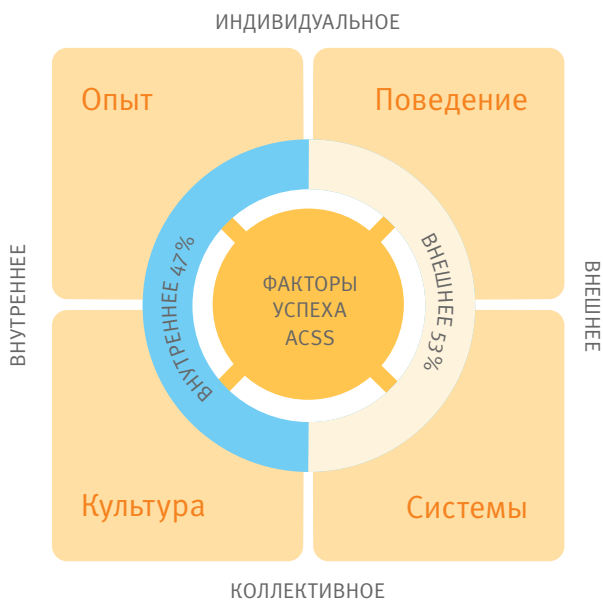 ИНДИВИДУАЛЬНОЕ
Опыт
Поведение
ВНУТРЕННЕЕ
ВНУТРЕННЕЕ 47%
ФАКТОРЫ
УСПЕХА
ACSS
ВНЕШНЕЕ 53%
ВНЕШНЕЕ
Культура
Системы
КОЛЛЕКТИВНОЕ